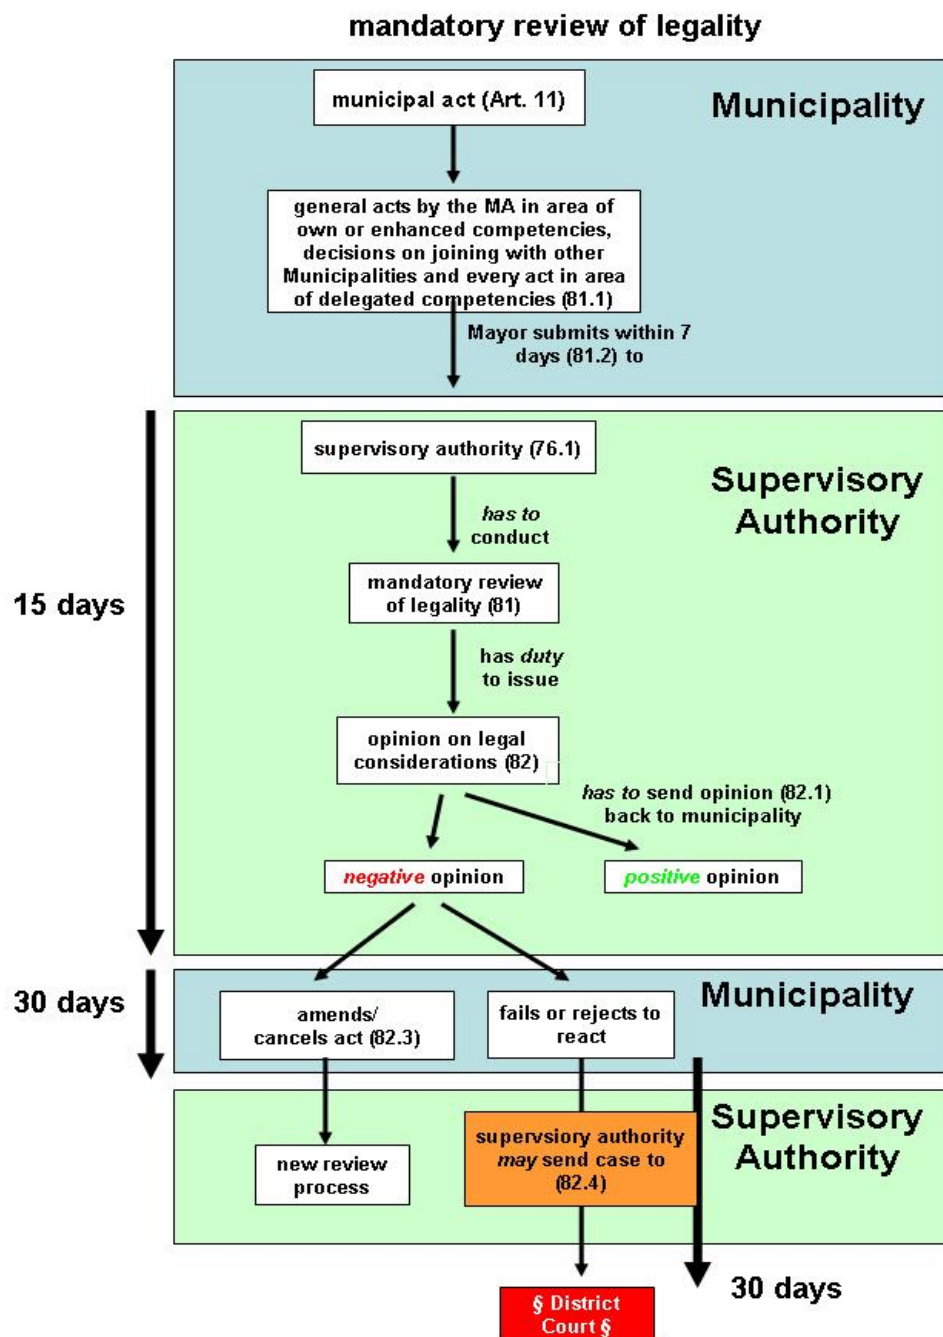 mandatory review of legality
Municipality
municipal act (Art. 11)
general acts by the MA in area of
own or enhanced competencies,
decisions on joining with other
Municipalities and every act in area
of delegated competencies (81.1)
Mayor submits within 7
days (81.2) to
15 days
Supervisory
Authority
supervisory authority (76.1)
has to
conduct
mandatory review
of legality (81)
has duty
to issue
opinion on legal
considerations (82)
has to send opinion (82.1)
back to municipality
negative opinion
positive opinion
30 days
Municipality
amends/
cancels act (82.3)
fails or rejects to
react
Supervisory
Authority
new review
process
supervsiory authority
may send case to
(82.4)
30 days
§ District
Court §